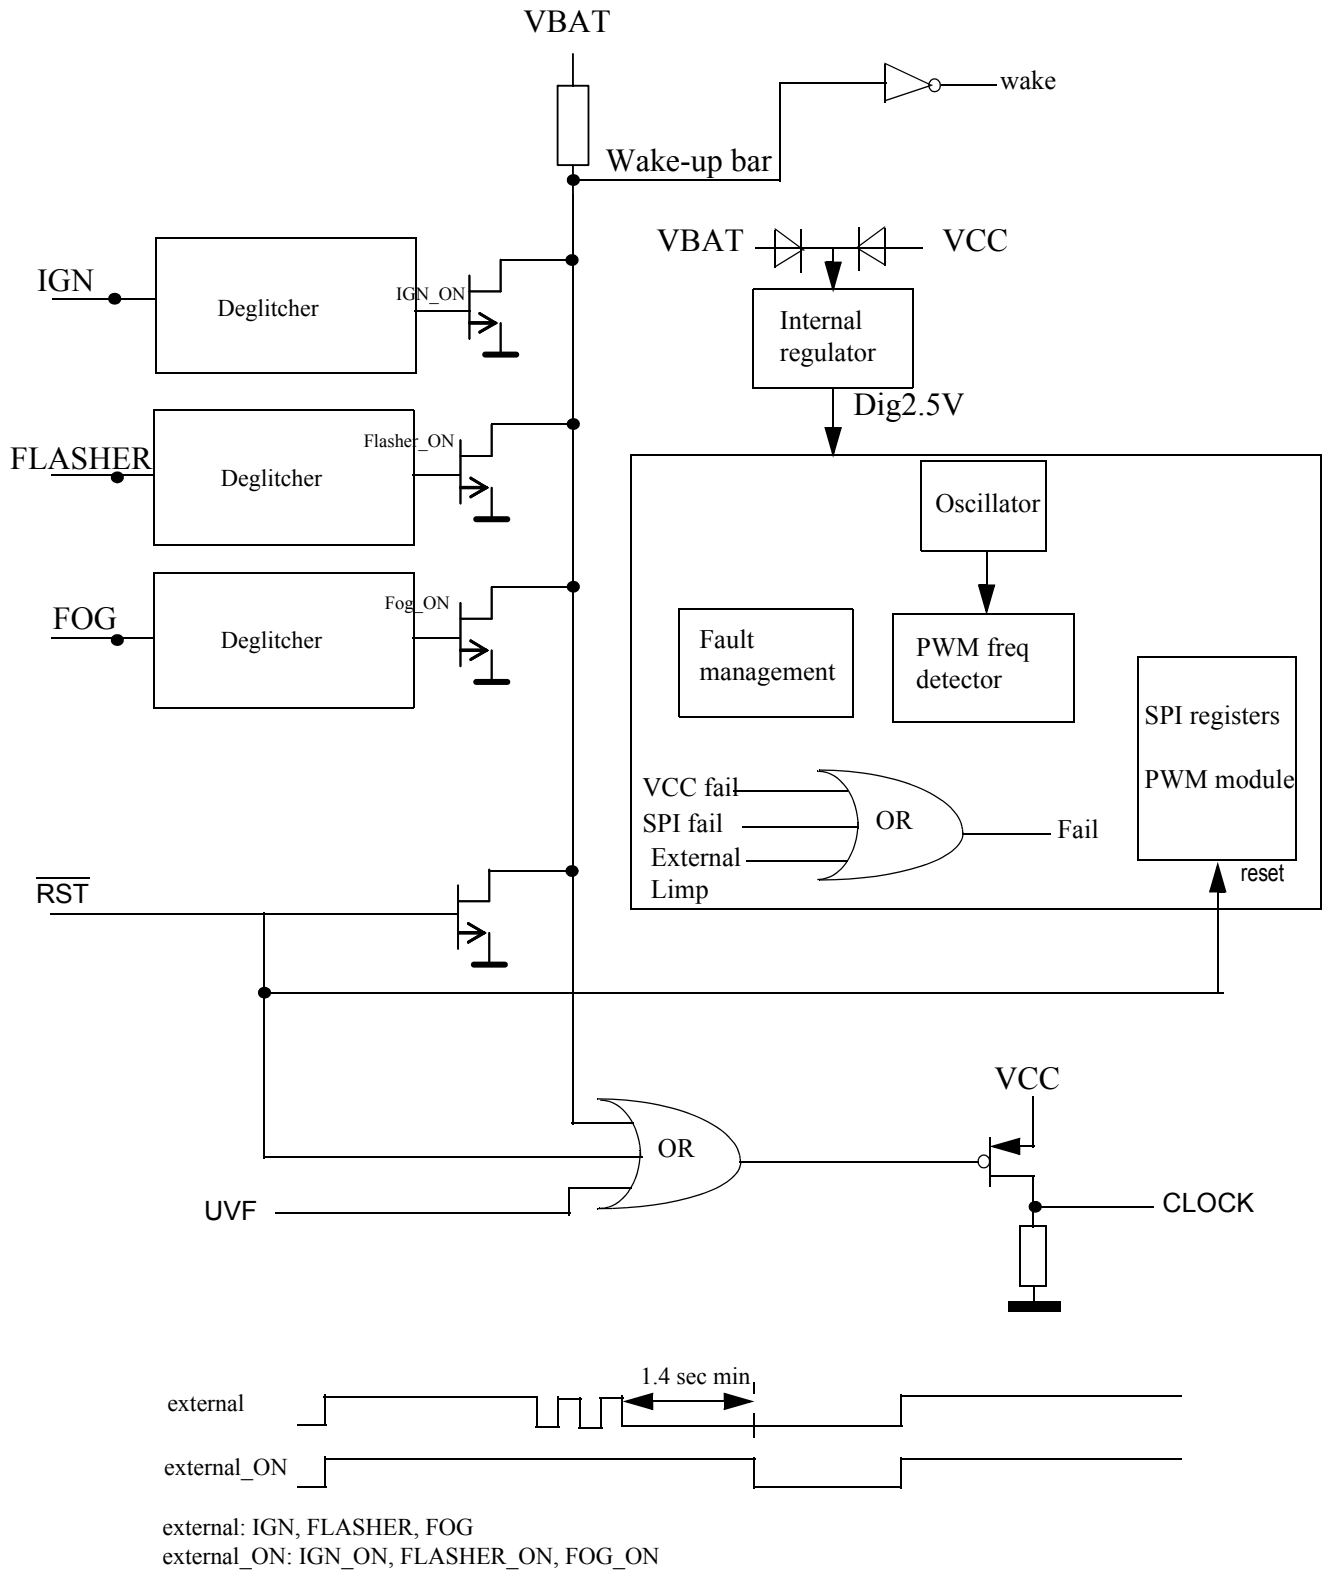 VBAT
wake
Wake-up bar
VBAT
VCC
IGN
Deglitcher
IGN_ON
Internal
regulator
Dig2.5V
FLASHER
Deglitcher
Flasher_ON
Oscillator
FOG
Deglitcher
Fog_ON
Fault
management
PWM freq
detector
SPI registers
PWM module
VCC fail
SPI fail
External
Limp
OR
Fail
reset
RST
VCC
OR
UVF
CLOCK
1.4 sec min
external
external_ON
external: IGN, FLASHER, FOG
external_ON: IGN_ON, FLASHER_ON, FOG_ON